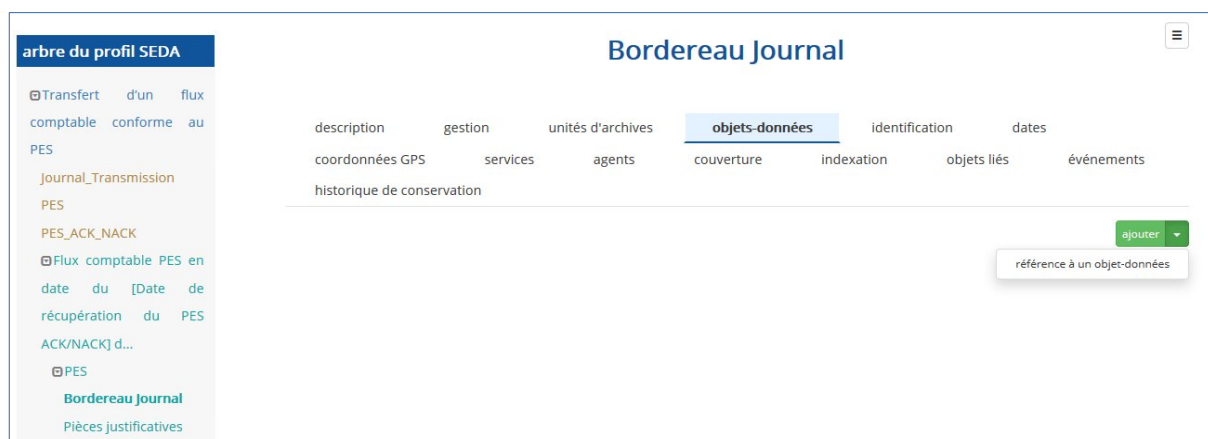 arbre du profil SEDA
Transfert d'un flux
comptable conforme au
PES
Journal_Transmission
PES
PES_ACK_NACK
Flux comptable PES en
date du [Date de
récupération du PES
ACK/NACK] d...
PES
Bordereau Journal
Pièces justificatives
Bordereau Journal
description gestion unités d'archives objets-données identification dates
coordonnées GPS services agents couverture indexation objets liés événements
historique de conservation
ajouter
référence à un objet-données